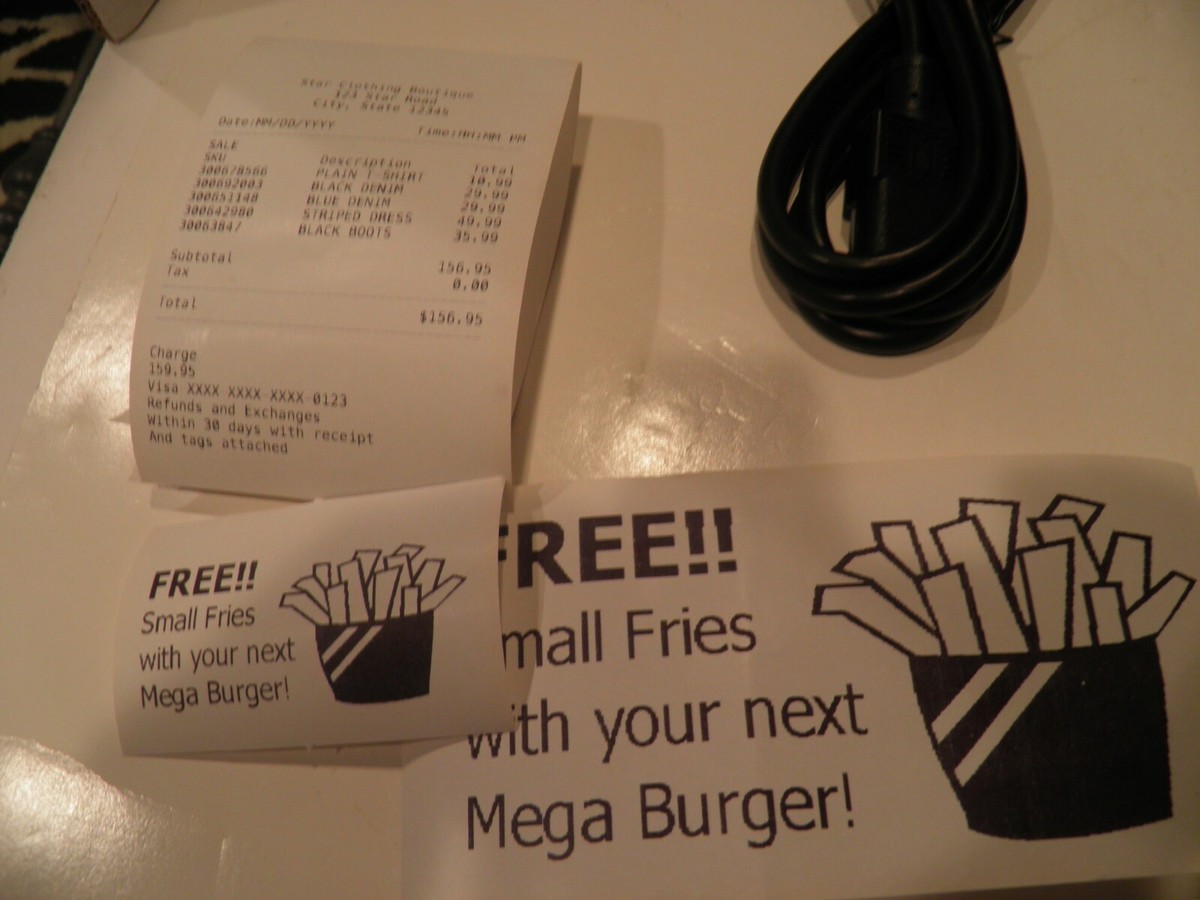 Star Clothing Boutique
123 Star Road
City, State 12345
Date:MM/DD/YYYY Time:HH:MM PM
SALE
SKU Description Total
300678566 PLAIN T-SHIRT 10.99
300692003 BLACK DENIM 29.99
300651148 BLUE DENIM 29.99
300642980 STRIPED DRESS 49.99
30063847 BLACK BOOTS 35.99
Subtotal 156.95
Tax 0.00
Total $156.95
Charge
159.95
Visa XXXX-XXXX-XXXX-0123
Refunds and Exchanges
Within 30 days with receipt
And tags attached
FREE!!
Small Fries
with your next
Mega Burger!
FREE!!
mall Fries
with your next
Mega Burger!